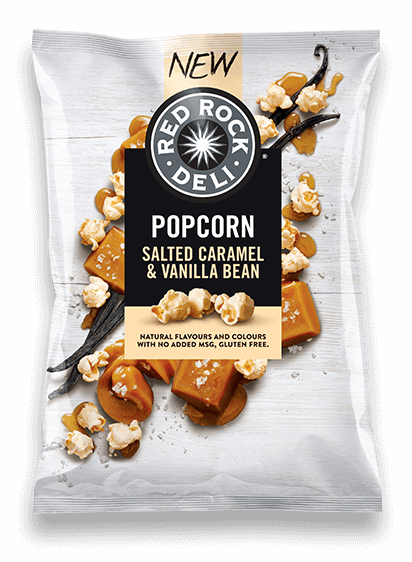 NEW
RED ROCK
DELI
®
POPCORN
SALTED CARAMEL
& VANILLA BEAN
NATURAL FLAVOURS AND COLOURS
WITH NO ADDED MSG, GLUTEN FREE.